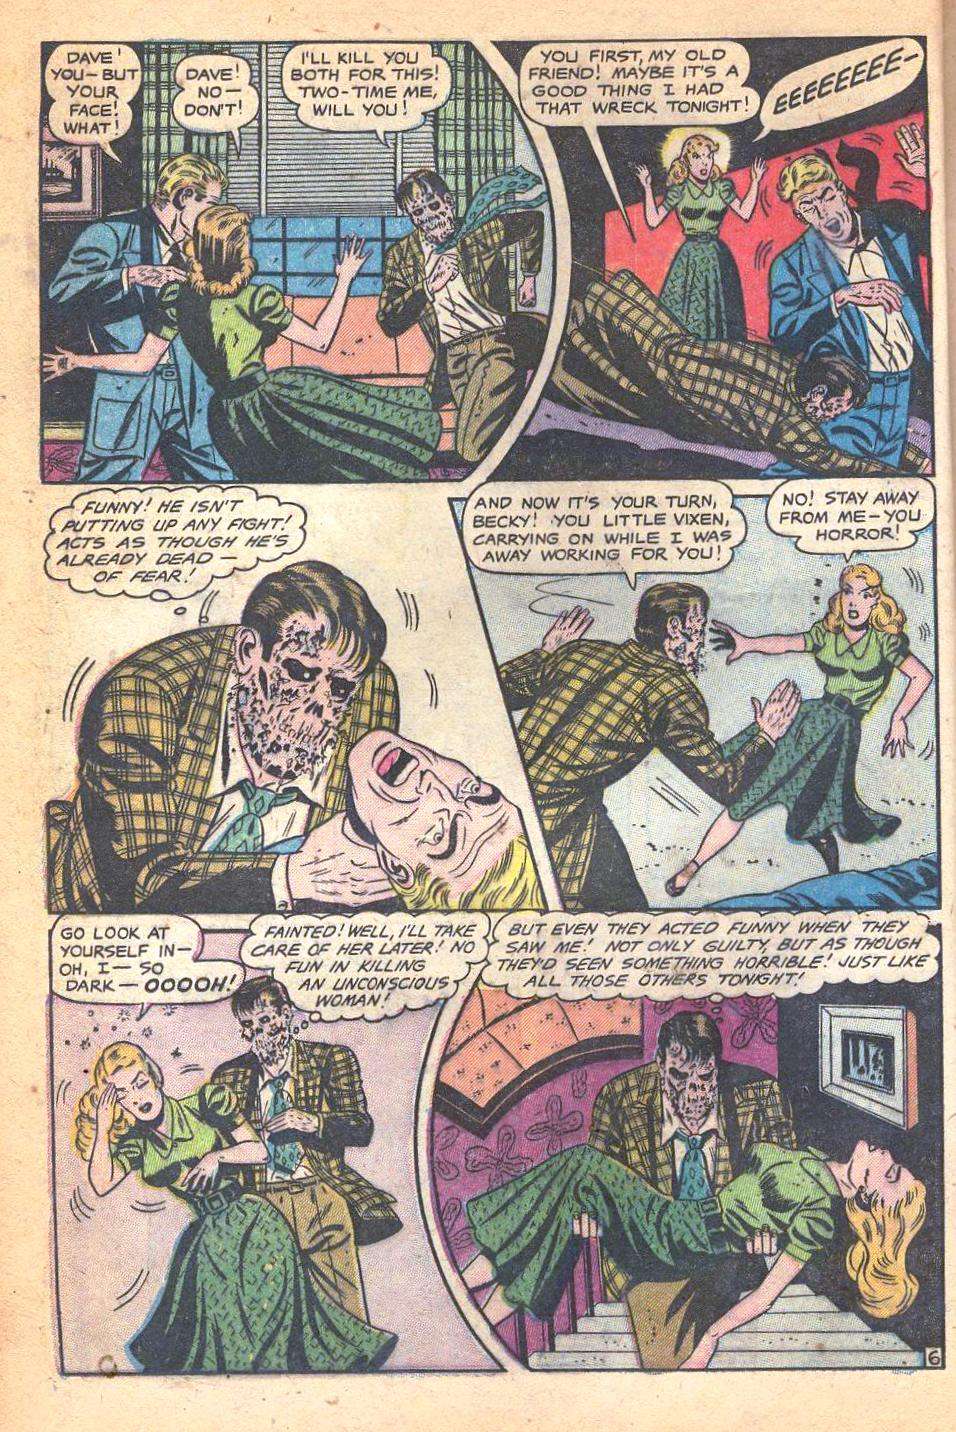 DAVE!
YOU-BUT
YOUR
FACE!
WHAT!
DAVE!
NO-
DON'T!
I'LL KILL YOU
BOTH FOR THIS!
TWO-TIME ME,
WILL YOU!
YOU FIRST, MY OLD
FRIEND! MAYBE IT'S A
GOOD THING I HAD
THAT WRECK TONIGHT!
EEEEEEEE-
FUNNY! HE ISN'T
PUTTING UP ANY FIGHT!
ACTS AS THOUGH HE'S
ALREADY DEAD-
OF FEAR!
AND NOW IT'S YOUR TURN,
BECKY! YOU LITTLE VIXEN,
CARRYING ON WHILE I WAS
AWAY WORKING FOR YOU!
NO! STAY AWAY
FROM ME-YOU
HORROR!
GO LOOK AT
YOURSELF IN-
OH, I-SO
DARK-OOOOH!
FAINTED! WELL, I'LL TAKE
CARE OF HER LATER! NO
FUN IN KILLING
AN UNCONSCIOUS
WOMAN!
BUT EVEN THEY ACTED FUNNY WHEN THEY
SAW ME! NOT ONLY GUILTY, BUT AS THOUGH
THEY'D SEEN SOMETHING HORRIBLE! JUST LIKE
ALL THOSE OTHERS TONIGHT!
6